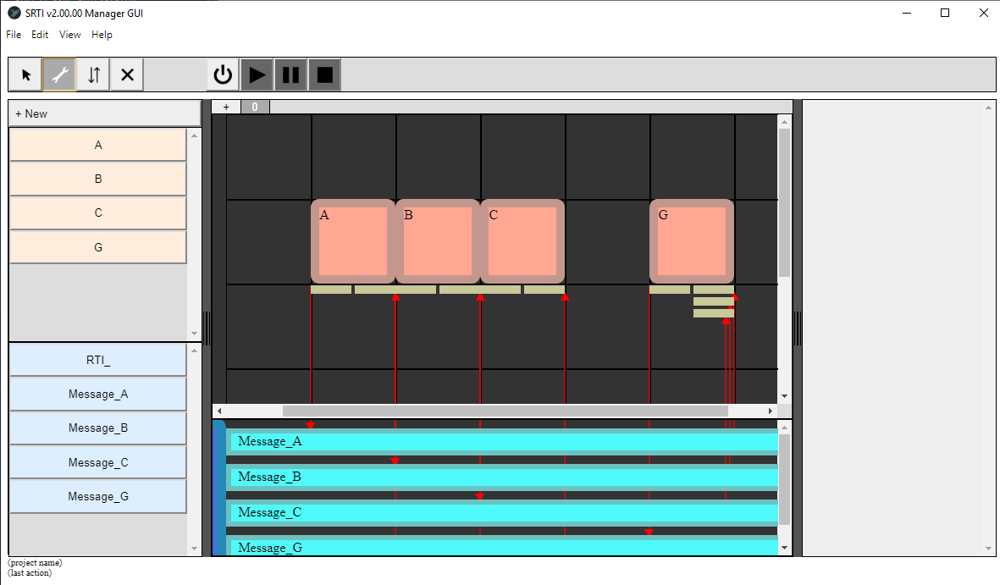 SRTI v2.00.00 Manager GUI
File Edit View Help
+ New
A
B
C
G
RTI_
Message_A
Message_B
Message_C
Message_G
+ 0
A B C G
Message_A
Message_B
Message_C
Message_G
(project name)
(last action)